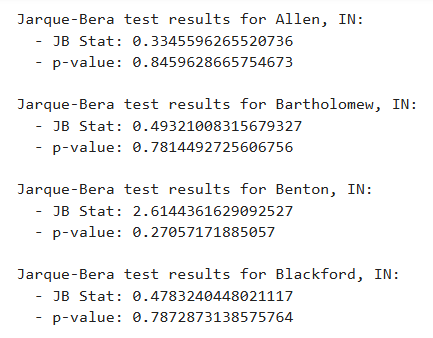 Jarque-Bera test results for Allen, IN:
- JB Stat: 0.3345596265520736
- p-value: 0.8459628665754673
Jarque-Bera test results for Bartholomew, IN:
- JB Stat: 0.49321008315679327
- p-value: 0.7814492725606756
Jarque-Bera test results for Benton, IN:
- JB Stat: 2.6144361629092527
- p-value: 0.27057171885057
Jarque-Bera test results for Blackford, IN:
- JB Stat: 0.4783240448021117
- p-value: 0.7872873138575764